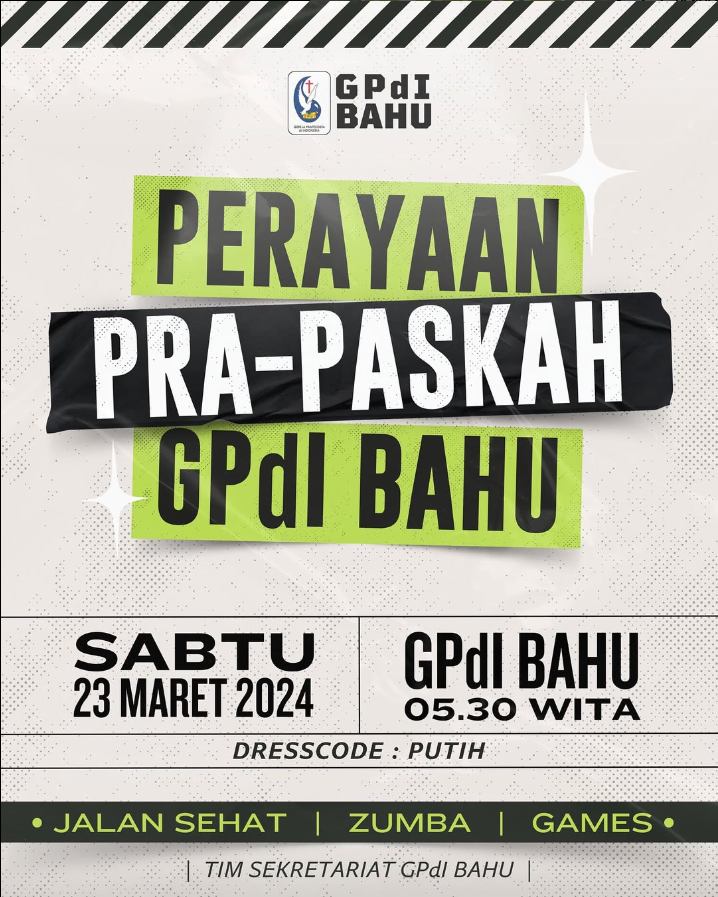 GPdI
BAHU
PERAYAAN
PRA-PASKAH
GPdI BAHU
SABTU
23 MARET 2024
GPdI BAHU
05.30 WITA
DRESSCODE : PUTIH
• JALAN SEHAT | ZUMBA | GAMES •
| TIM SEKRETARIAT GPdI BAHU |